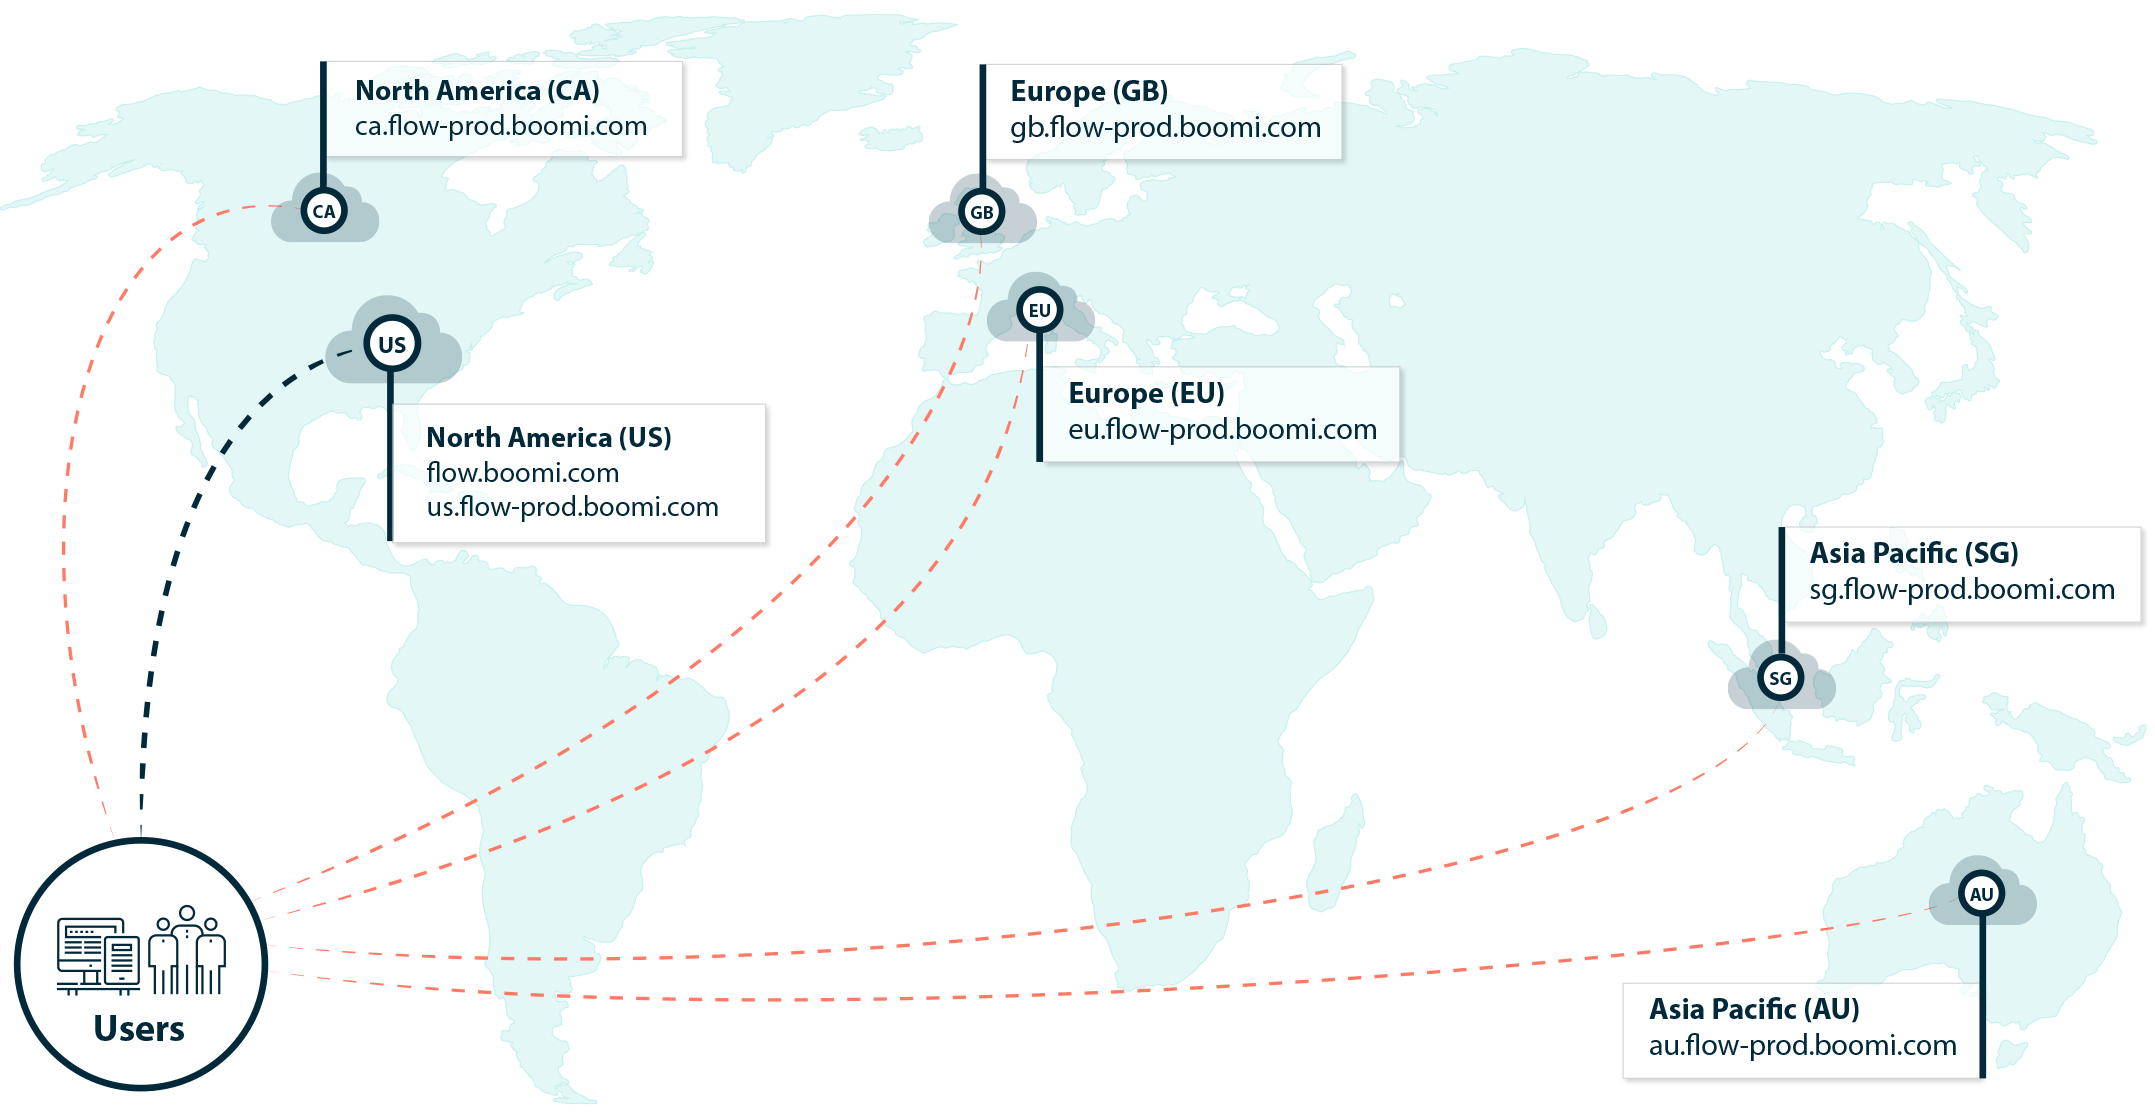 North America (CA)
ca.flow-prod.boomi.com
CA
Europe (GB)
gb.flow-prod.boomi.com
GB
EU
Europe (EU)
eu.flow-prod.boomi.com
US
North America (US)
flow.boomi.com
us.flow-prod.boomi.com
Asia Pacific (SG)
sg.flow-prod.boomi.com
SG
AU
Asia Pacific (AU)
au.flow-prod.boomi.com
Users